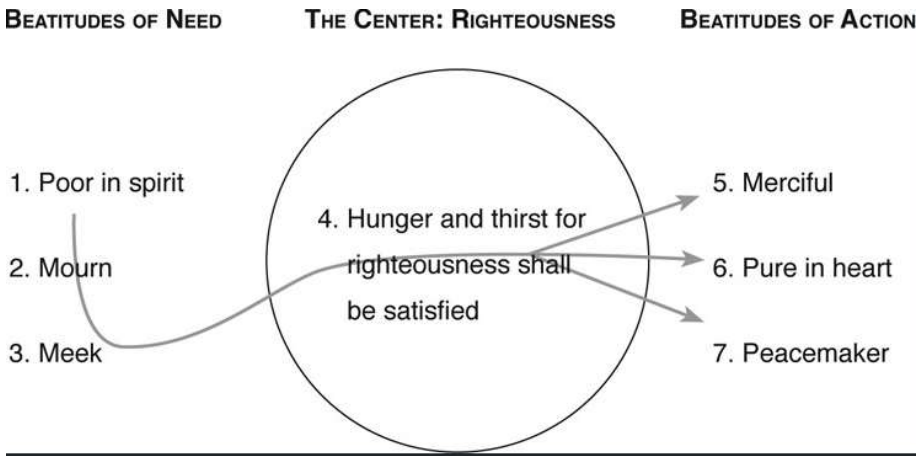 BEATITUDES OF NEED
THE CENTER: RIGHTEOUSNESS
BEATITUDES OF ACTION
1. Poor in spirit
2. Mourn
3. Meek
4. Hunger and thirst for
righteousness shall
be satisfied
5. Merciful
6. Pure in heart
7. Peacemaker